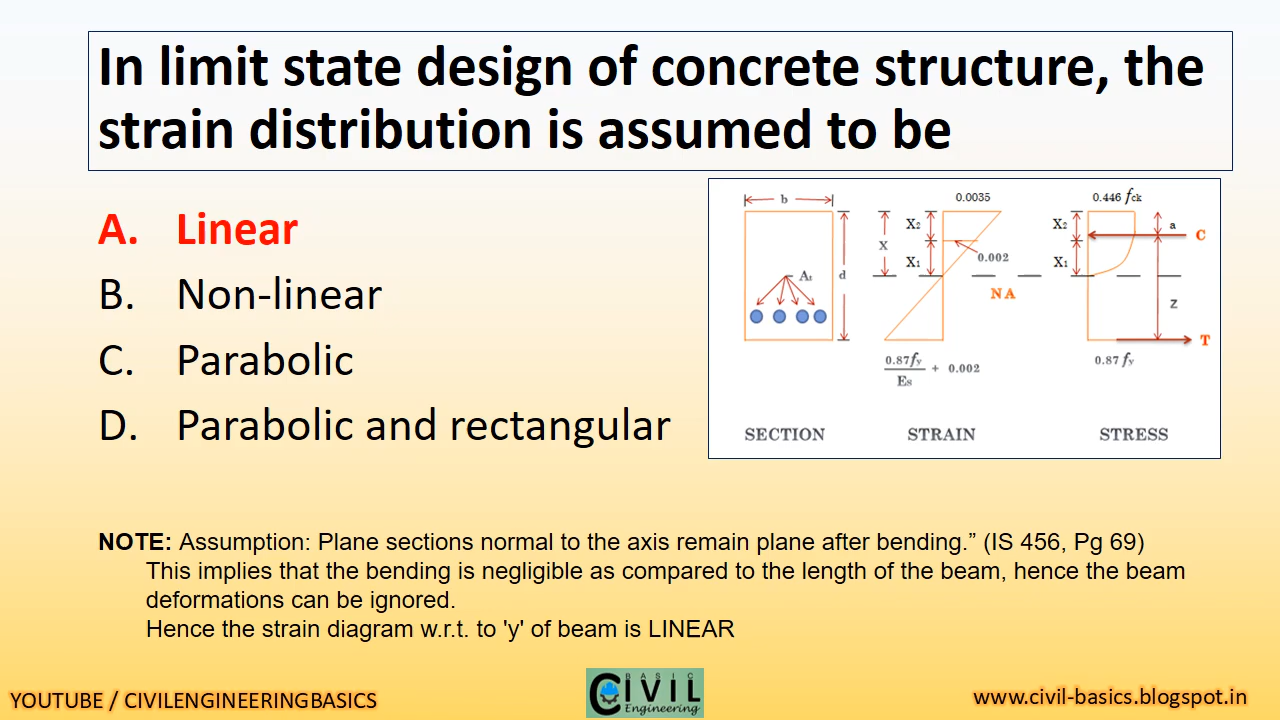 In limit state design of concrete structure, the
strain distribution is assumed to be
A. Linear
B. Non-linear
C. Parabolic
D. Parabolic and rectangular
b
d
A
SECTION
0.0035
X
X2
X1
0.002
N A
0.87fy
Es
+ 0.002
STRAIN
0.446 fck
X2
X1
a
C
Z
T
0.87 fy
STRESS
NOTE: Assumption: Plane sections normal to the axis remain plane after bending.” (IS 456, Pg 69)
This implies that the bending is negligible as compared to the length of the beam, hence the beam
deformations can be ignored.
Hence the strain diagram w.r.t. to 'y' of beam is LINEAR
YOUTUBE / CIVILENGINEERINGBASICS
BASIC
CIVIL
Engineering
www.civil-basics.blogspot.in